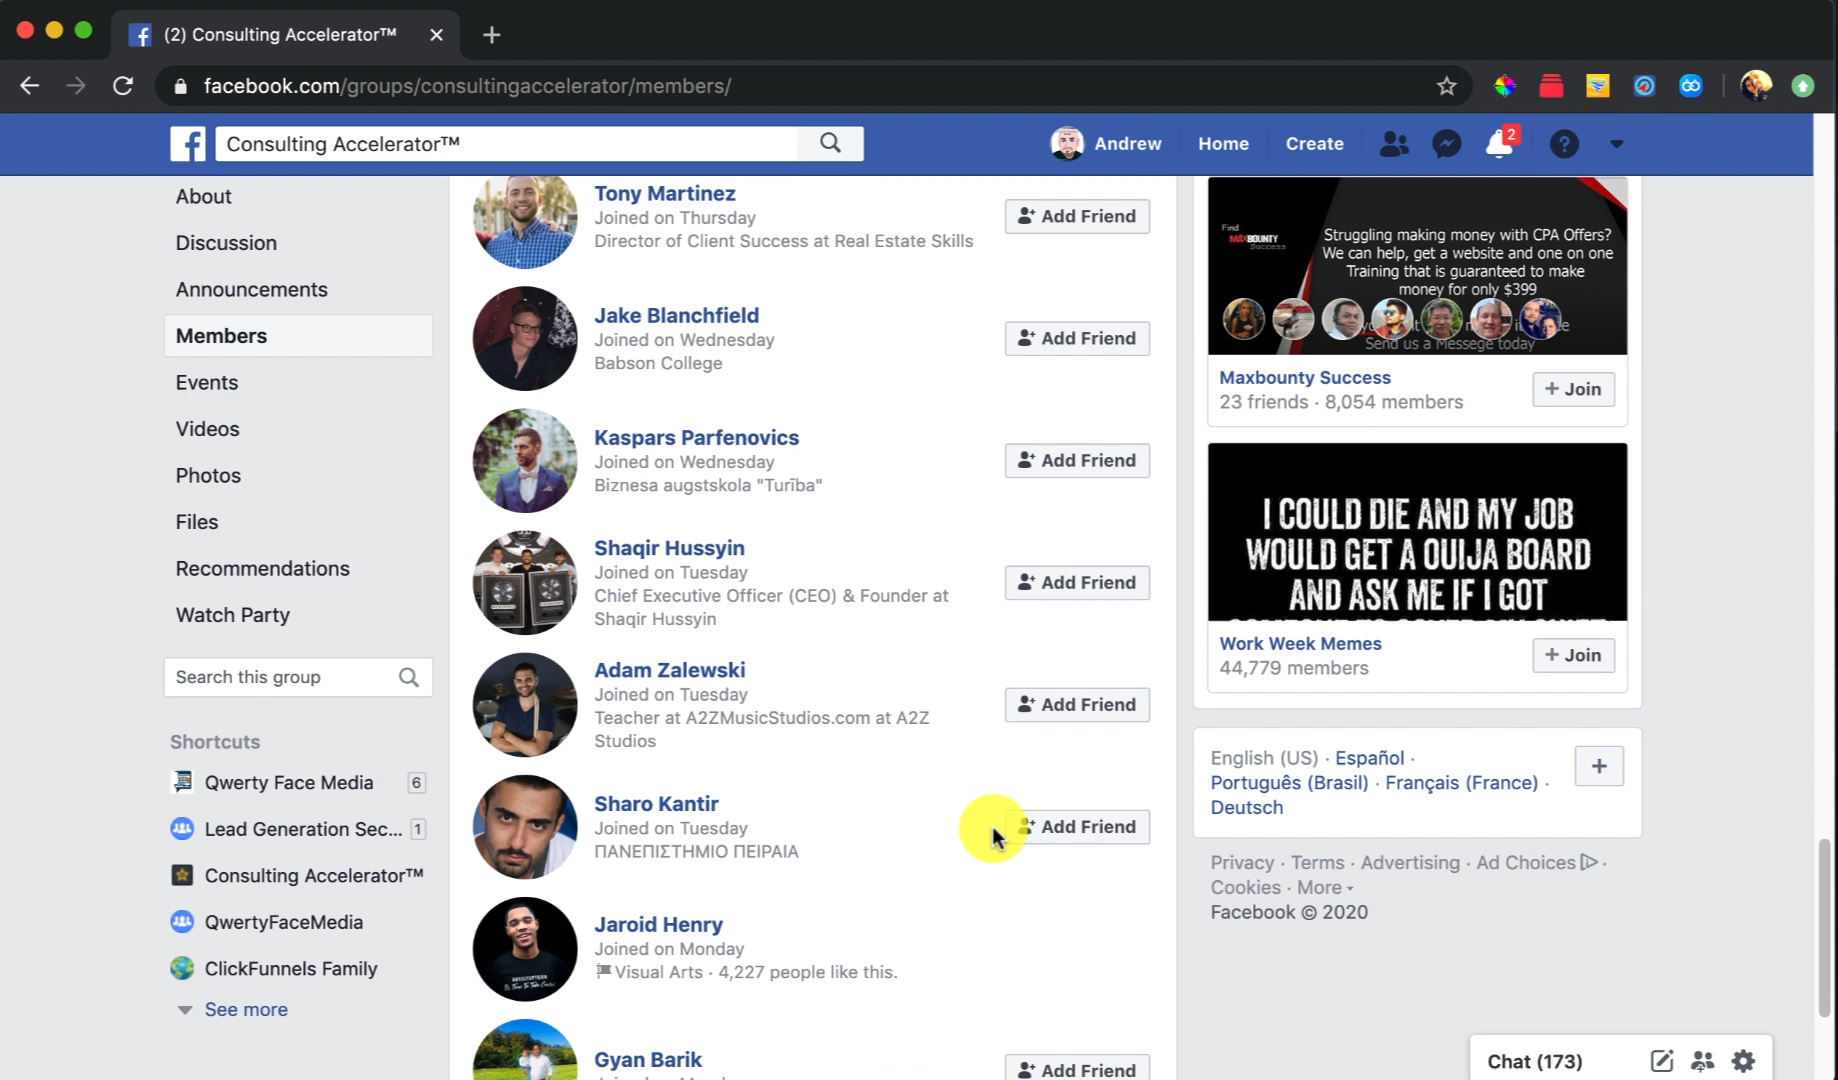 (2) Consulting Accelerator™
facebook.com/groups/consultingaccelerator/members/
Consulting Accelerator™
Andrew
Home
Create
2
About
Discussion
Announcements
Members
Events
Videos
Photos
Files
Recommendations
Watch Party
Search this group
Shortcuts
Qwerty Face Media 6
Lead Generation Sec... 1
Consulting Accelerator™
QwertyFaceMedia
ClickFunnels Family
See more
Tony Martinez
Joined on Thursday
Director of Client Success at Real Estate Skills
Add Friend
Jake Blanchfield
Joined on Wednesday
Babson College
Add Friend
Kaspars Parfenovics
Joined on Wednesday
Biznesa augstskola "Turība"
Add Friend
Shaqir Hussyin
Joined on Tuesday
Chief Executive Officer (CEO) & Founder at
Shaqir Hussyin
Add Friend
Adam Zalewski
Joined on Tuesday
Teacher at A2ZMusicStudios.com at A2Z
Studios
Add Friend
Sharo Kantir
Joined on Tuesday
ΠΑΝΕΠΙΣΤΗΜΙΟ ΠΕΙΡΑΙΑ
Add Friend
Jaroid Henry
Joined on Monday
Visual Arts · 4,227 people like this.
Gyan Barik
Add Friend
Find
MAXBOUNTY
Success
Struggling making money with CPA Offers?
We can help, get a website and one on one
Training that is guaranteed to make
money for only $399
Send us a Messege today
Maxbounty Success
23 friends · 8,054 members
+ Join
I COULD DIE AND MY JOB
WOULD GET A OUIJA BOARD
AND ASK ME IF I GOT
Work Week Memes
44,779 members
+ Join
English (US) · Español ·
Português (Brasil) · Français (France) ·
Deutsch
Privacy · Terms · Advertising · Ad Choices ·
Cookies · More
Facebook © 2020
Chat (173)